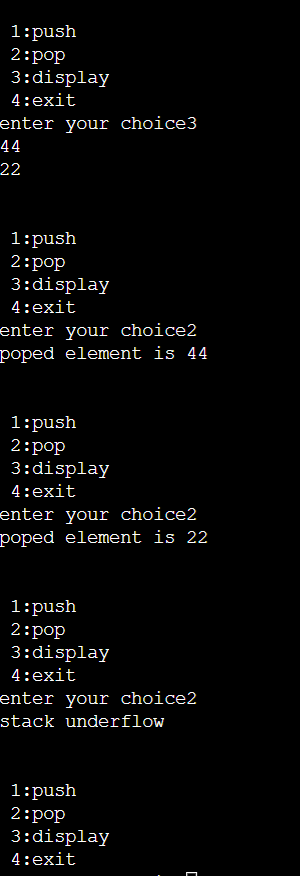 1:push
2:pop
3:display
4:exit
enter your choice3
44
22
1:push
2:pop
3:display
4:exit
enter your choice2
poped element is 44
1:push
2:pop
3:display
4:exit
enter your choice2
poped element is 22
1:push
2:pop
3:display
4:exit
enter your choice2
stack underflow
1:push
2:pop
3:display
4:exit